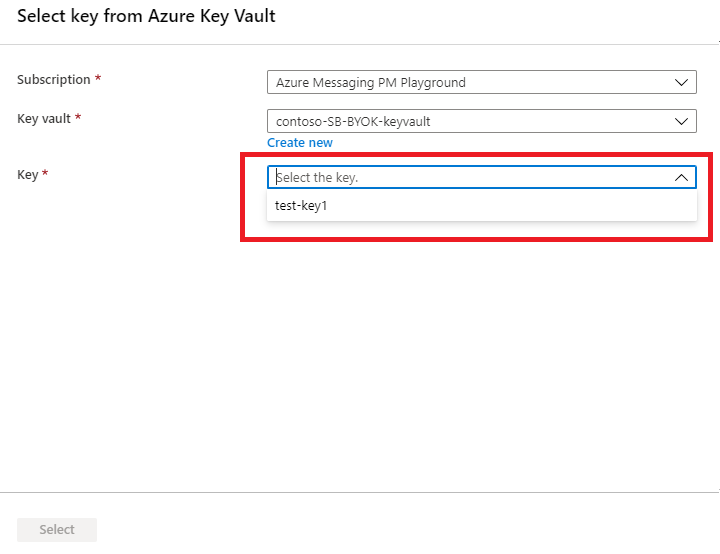 Select key from Azure Key Vault
Subscription *
Azure Messaging PM Playground
Key vault *
contoso-SB-BYOK-keyvault
Create new
Key *
Select the key.
test-key1
Select